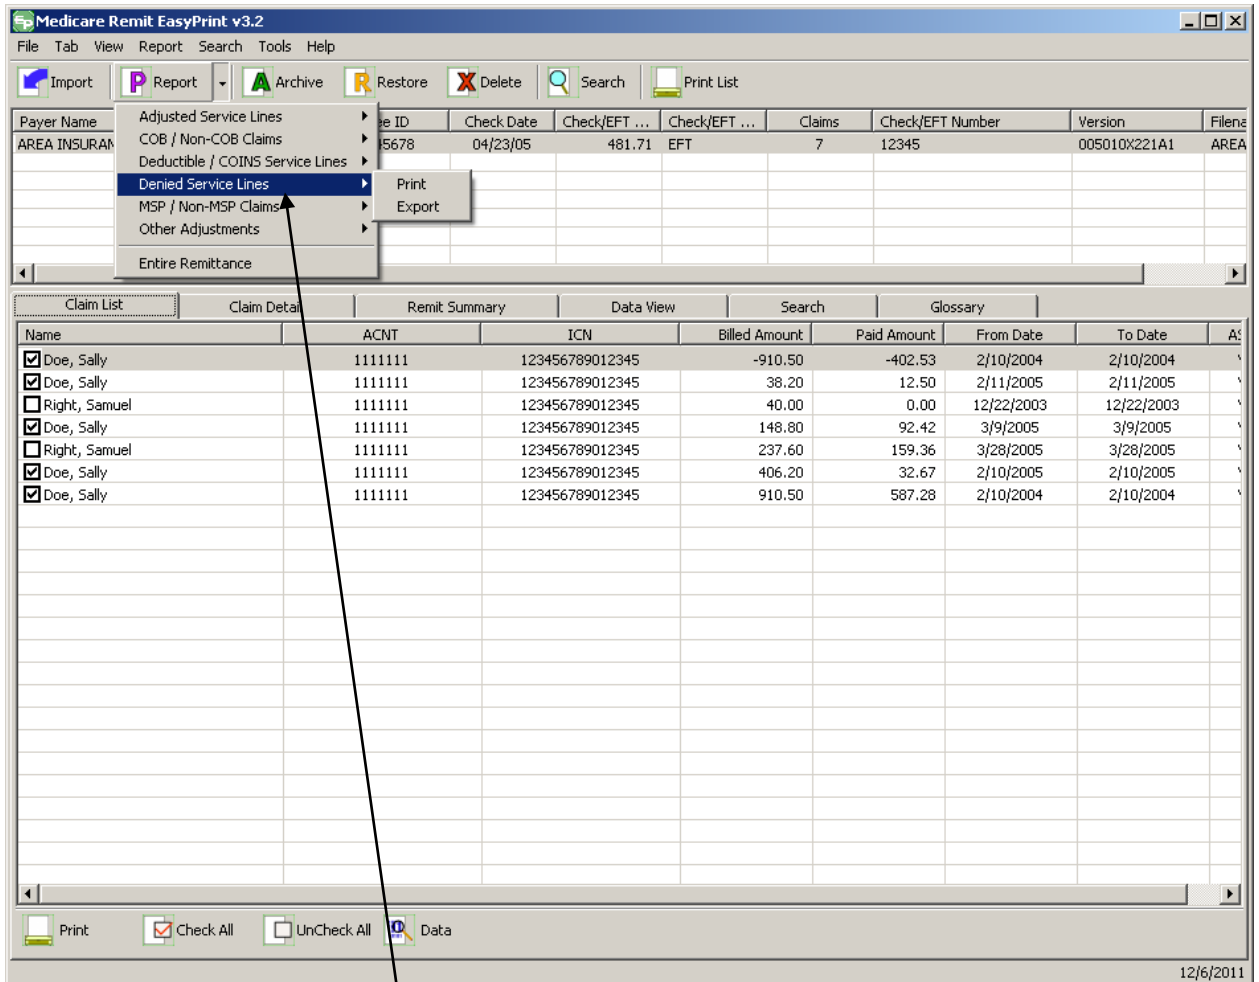 Medicare Remit EasyPrint v3.2
File Tab View Report Search Tools Help
Import Report Archive Restore Delete Search Print List
Payer Name ee ID Check Date Check/EFT ... Check/EFT ... Claims Check/EFT Number Version Filena
AREA INSURAN 45678 04/23/05 481.71 EFT 7 12345 005010X221A1 AREA
Adjusted Service Lines
COB / Non-COB Claims
Deductible / COINS Service Lines
Denied Service Lines
MSP / Non-MSP Claims
Other Adjustments
Entire Remittance
Print
Export
Claim List Claim Detail Remit Summary Data View Search Glossary
Name ACNT ICN Billed Amount Paid Amount From Date To Date AS
Doe, Sally 1111111 123456789012345 -910.50 -402.53 2/10/2004 2/10/2004
Doe, Sally 1111111 123456789012345 38.20 12.50 2/11/2005 2/11/2005
Right, Samuel 1111111 123456789012345 40.00 0.00 12/22/2003 12/22/2003
Doe, Sally 1111111 123456789012345 148.80 92.42 3/9/2005 3/9/2005
Right, Samuel 1111111 123456789012345 237.60 159.36 3/28/2005 3/28/2005
Doe, Sally 1111111 123456789012345 406.20 32.67 2/10/2005 2/10/2005
Doe, Sally 1111111 123456789012345 910.50 587.28 2/10/2004 2/10/2004
Print Check All UnCheck All Data
12/6/2011